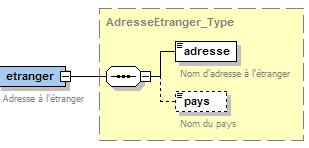 AdresseEtranger_Type
etranger
Adresse à l'étranger
adresse
Nom d'adresse à l'étranger
pays
Nom du pays